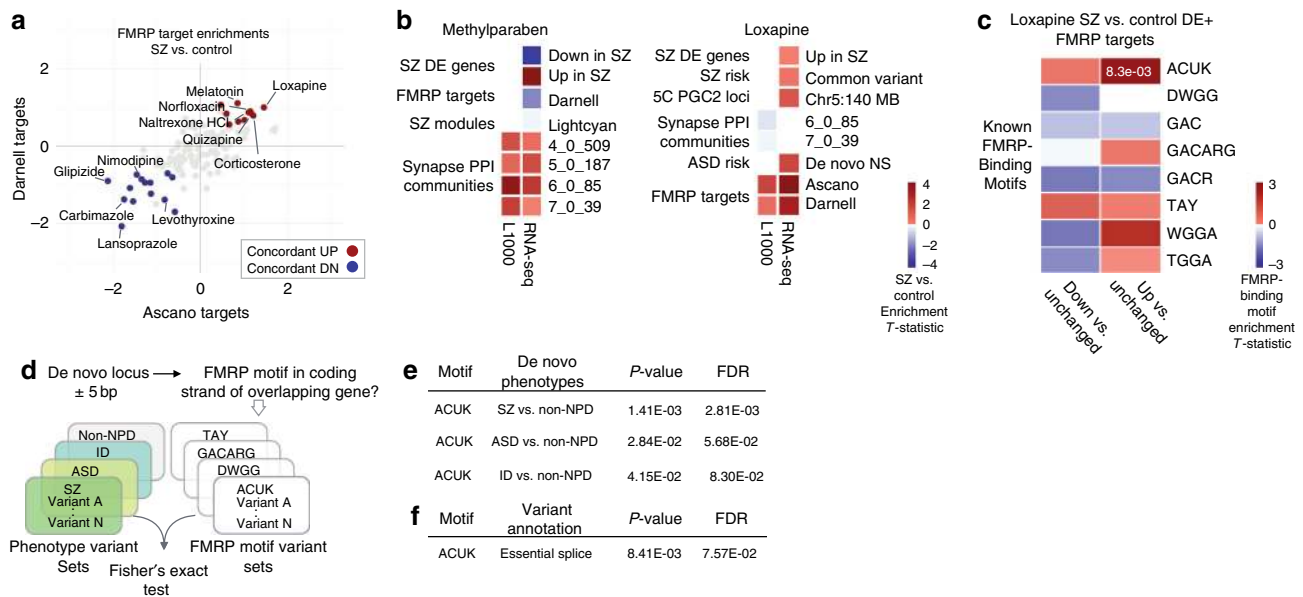 a
FMRP target enrichments
SZ vs. control
2
0
−2
−2
0
2
Darnell targets
Ascano targets
Melatonin
Loxapine
Norfloxacin
Naltrexone HCL
Quizapine
Corticosterone
Nimodipine
Glipizide
Carbimazole
Levothyroxine
Lansoprazole
Concordant UP
Concordant DN
b
Methylparaben
SZ DE genes
Down in SZ
Up in SZ
FMRP targets
Darnell
SZ modules
Lightcyan
Synapse PPI
communities
4_0_509
5_0_187
6_0_85
7_0_39
L1000
RNA-seq
Loxapine
SZ DE genes
Up in SZ
SZ risk
Common variant
5C PGC2 loci
Chr5:140 MB
Synapse PPI
communities
6_0_85
7_0_39
ASD risk
De novo NS
FMRP targets
Ascano
Darnell
L1000
RNA-seq
4
2
0
−2
−4
SZ vs.
control
Enrichment
T-statistic
c
Loxapine SZ vs. control DE+
FMRP targets
8.3e-03
ACUK
DWGG
GAC
GACARG
GACR
TAY
WGGA
TGGA
Known
FMRP-
Binding
Motifs
Down vs.
unchanged
Up vs.
unchanged
3
0
−3
FMRP-
binding
motif
enrichment
T-statistic
d
De novo locus
± 5 bp
FMRP motif in coding
strand of overlapping gene?
Non-NPD
ID
ASD
SZ
Variant A
:
Variant N
TAY
GACARG
DWGG
ACUK
Variant A
:
Variant N
Phenotype variant
Sets
FMRP motif variant
sets
Fisher′s exact
test
e
Motif De novo phenotypes P-value FDR
ACUK SZ vs. non-NPD 1.41E-03 2.81E-03
ACUK ASD vs. non-NPD 2.84E-02 5.68E-02
ACUK ID vs. non-NPD 4.15E-02 8.30E-02
f
Motif Variant annotation P-value FDR
ACUK Essential splice 8.41E-03 7.57E-02